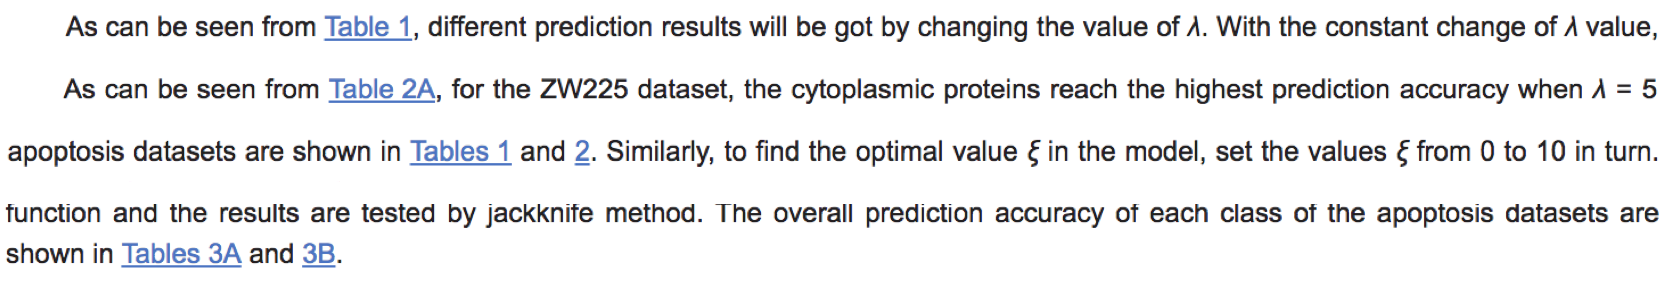 As can be seen from Table 1, different prediction results will be got by changing the value of λ. With the constant change of λ value,
As can be seen from Table 2A, for the ZW225 dataset, the cytoplasmic proteins reach the highest prediction accuracy when λ = 5
apoptosis datasets are shown in Tables 1 and 2. Similarly, to find the optimal value ξ in the model, set the values ξ from 0 to 10 in turn.
function and the results are tested by jackknife method. The overall prediction accuracy of each class of the apoptosis datasets are
shown in Tables 3A and 3B.